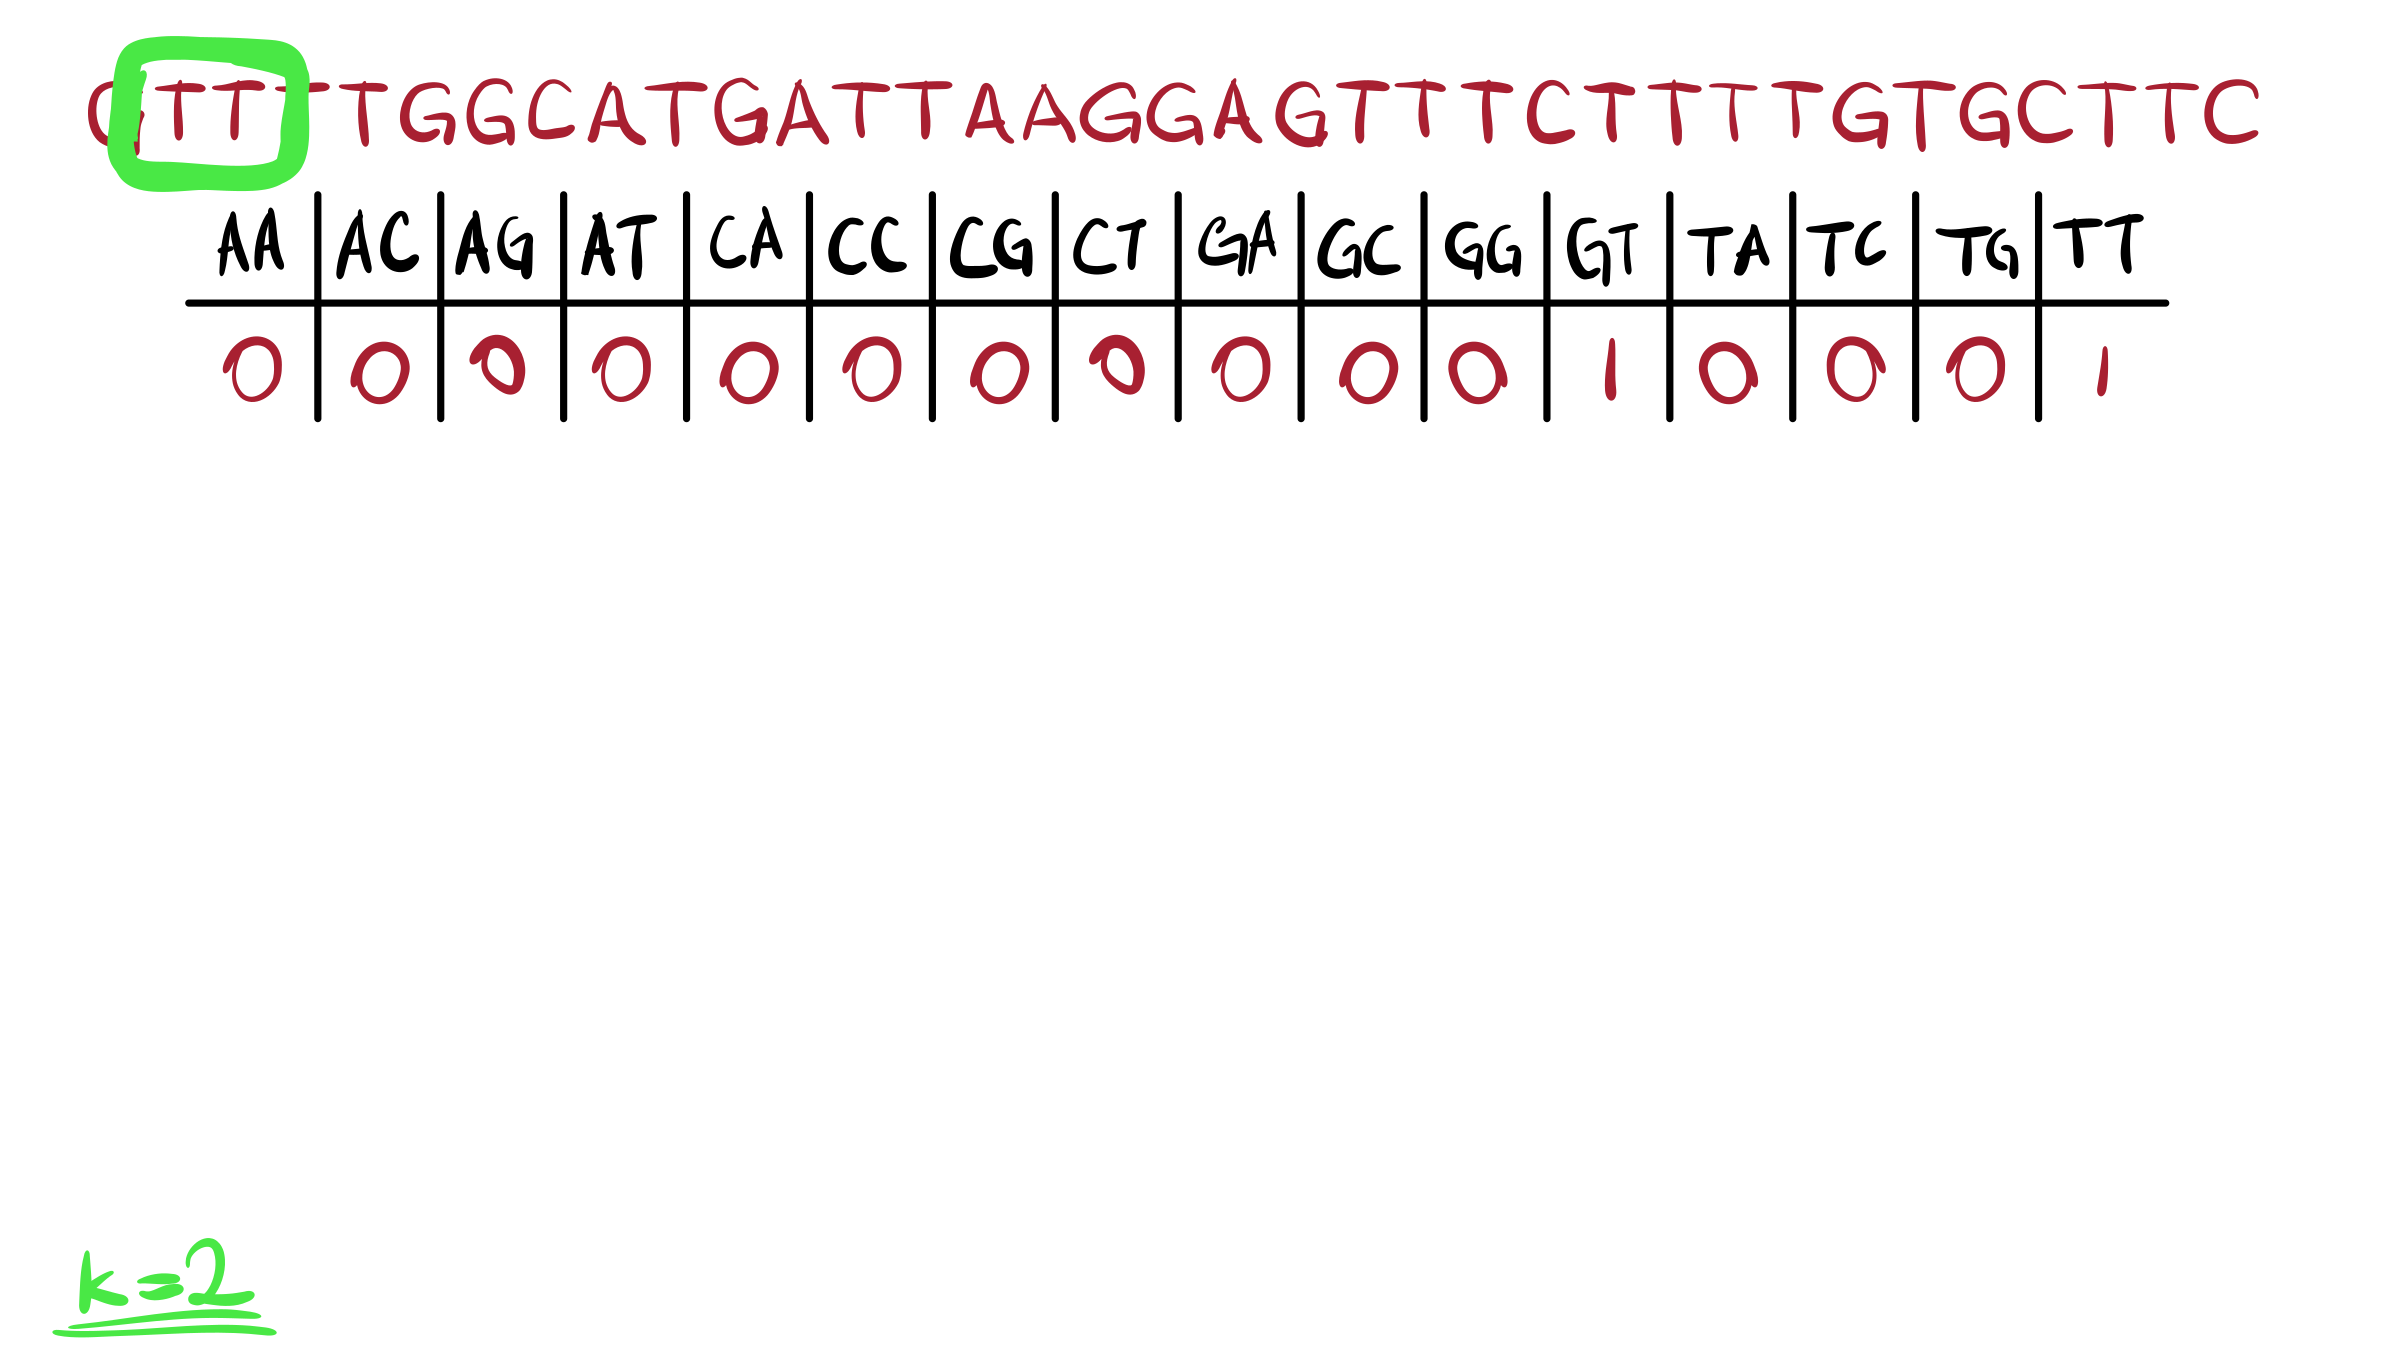 GTTTTGGCATGATTAAGGAGTTTCTTTTGTGCTTC
AA AC AG AT CA CC CG CT GA GC GG GT TA TC TG TT
0 0 0 0 0 0 0 0 0 0 0 1 0 0 0 1
k=2